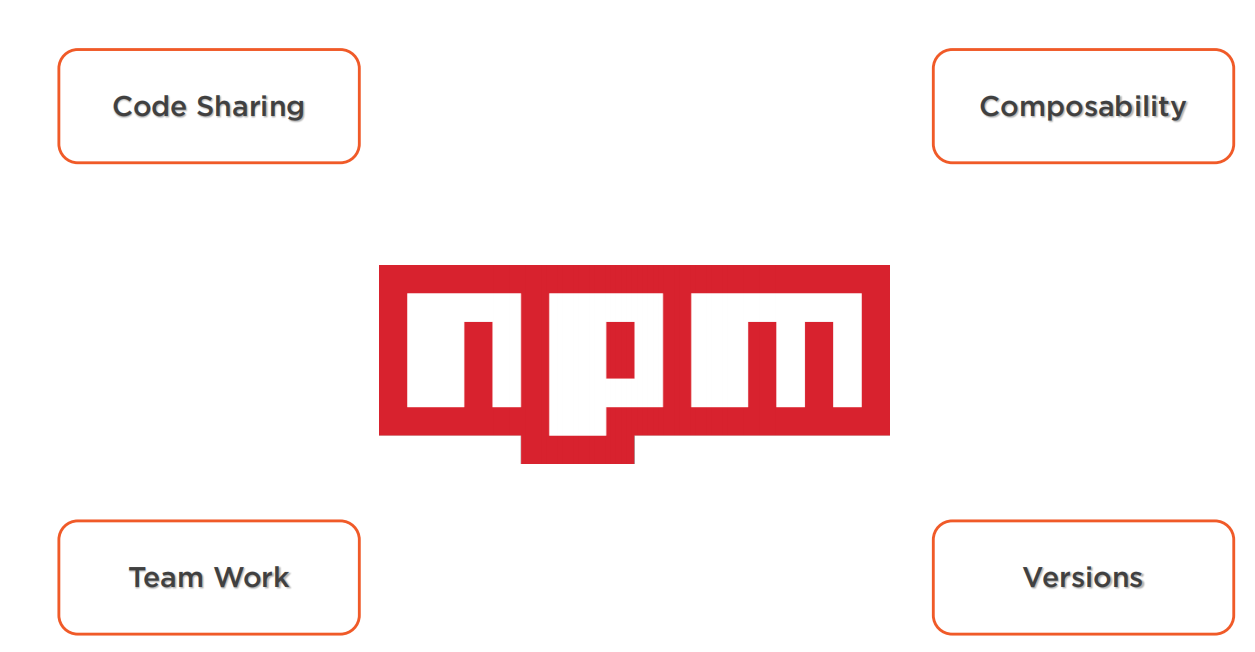 Code Sharing
Composability
npm
Team Work
Versions